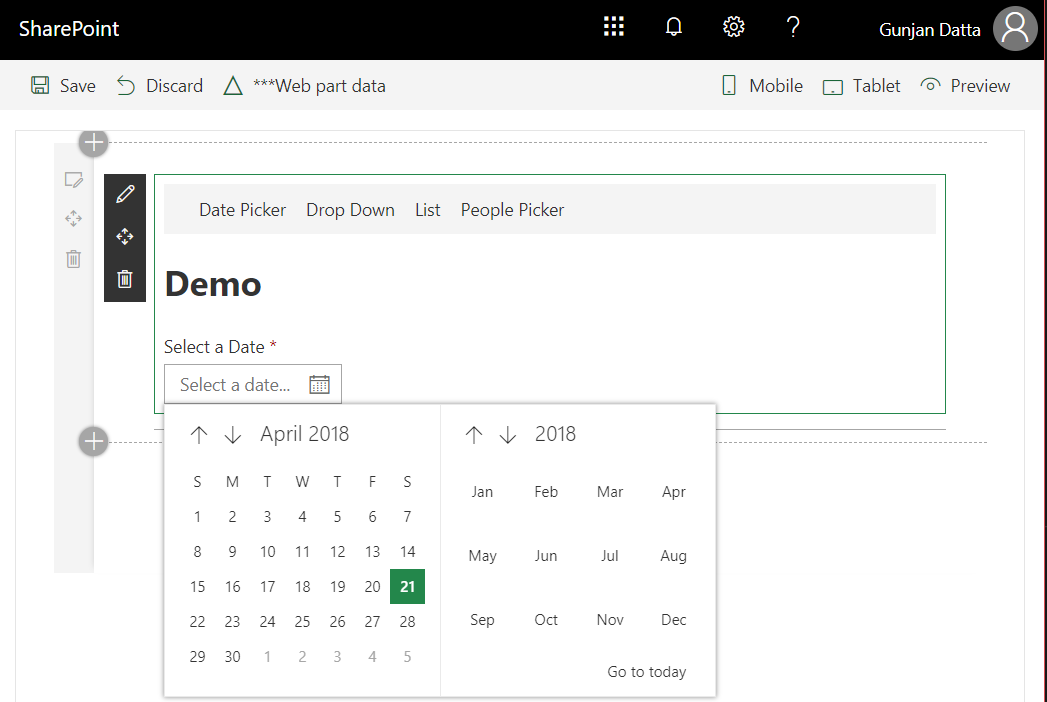 SharePoint ? Gunjan Datta
Save Discard ***Web part data Mobile Tablet Preview
Date Picker Drop Down List People Picker
Demo
Select a Date *
Select a date...
April 2018
S M T W T F S
1 2 3 4 5 6 7
8 9 10 11 12 13 14
15 16 17 18 19 20 21
22 23 24 25 26 27 28
29 30 1 2 3 4 5
2018
Jan Feb Mar Apr
May Jun Jul Aug
Sep Oct Nov Dec
Go to today